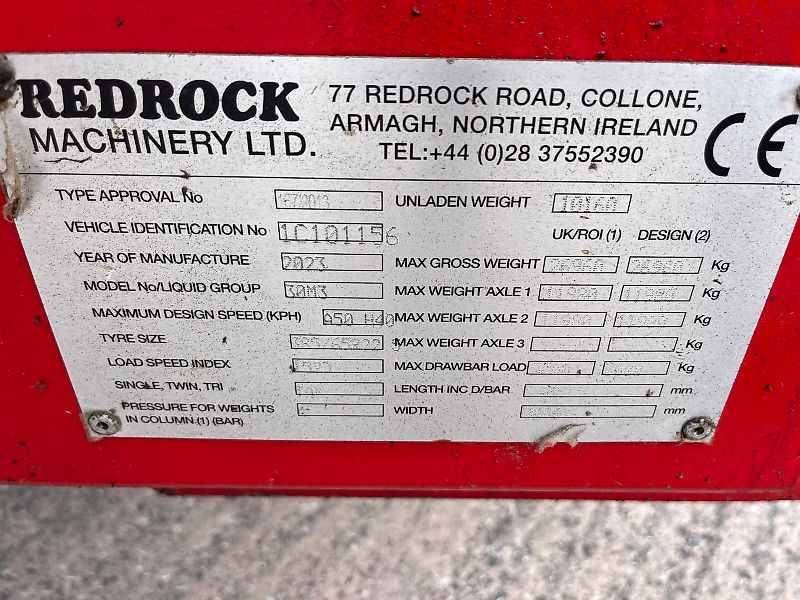 REDROCK
MACHINERY LTD.
77 REDROCK ROAD, COLLONE,
ARMAGH, NORTHERN IRELAND
TEL:+44 (0)28 37552390
CE
TYPE APPROVAL No
VEHICLE IDENTIFICATION No 1C101156
YEAR OF MANUFACTURE 2023
MODEL No/LIQUID GROUP 30M3
MAXIMUM DESIGN SPEED (KPH) A50 H40
TYRE SIZE
LOAD SPEED INDEX
SINGLE, TWIN, TRI
PRESSURE FOR WEIGHTS
IN COLUMN (1) (BAR)
UNLADEN WEIGHT 10160
UK/ROI (1) DESIGN (2)
MAX GROSS WEIGHT Kg
MAX WEIGHT AXLE 1 Kg
MAX WEIGHT AXLE 2 Kg
MAX WEIGHT AXLE 3 Kg
MAX DRAWBAR LOAD Kg
LENGTH INC D/BAR mm
WIDTH mm